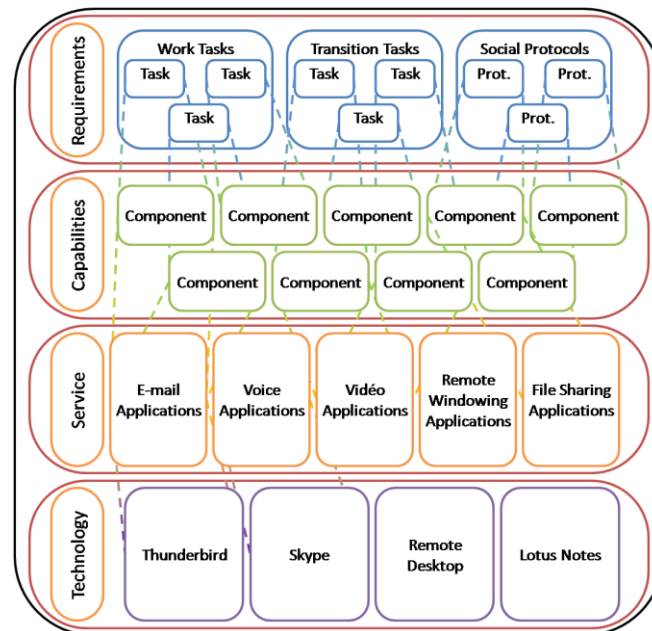 Requirements
Work Tasks
Transition Tasks
Social Protocols
Task
Task
Task
Task
Prot.
Prot.
Task
Task
Prot.
Capabilities
Component
Component
Component
Component
Component
Component
Component
Component
Component
Service
E-mail
Applications
Voice
Applications
Vidéo
Applications
Remote
Windowing
Applications
File Sharing
Applications
Technology
Thunderbird
Skype
Remote
Desktop
Lotus Notes